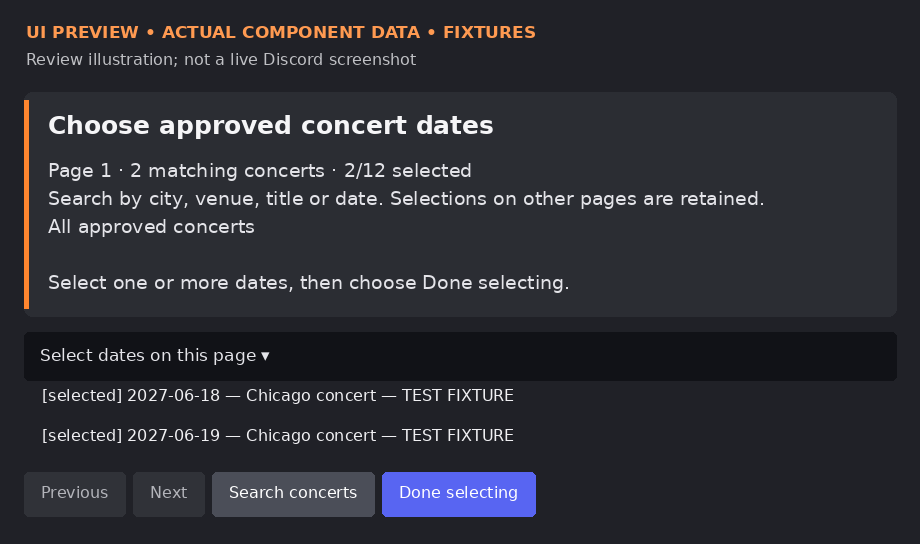 UI PREVIEW • ACTUAL COMPONENT DATA • FIXTURES
Review illustration; not a live Discord screenshot
Choose approved concert dates
Page 1 · 2 matching concerts · 2/12 selected
Search by city, venue, title or date. Selections on other pages are retained.
All approved concerts
Select one or more dates, then choose Done selecting.
Select dates on this page ▾
[selected] 2027-06-18 — Chicago concert — TEST FIXTURE
[selected] 2027-06-19 — Chicago concert — TEST FIXTURE
Previous Next Search concerts Done selecting